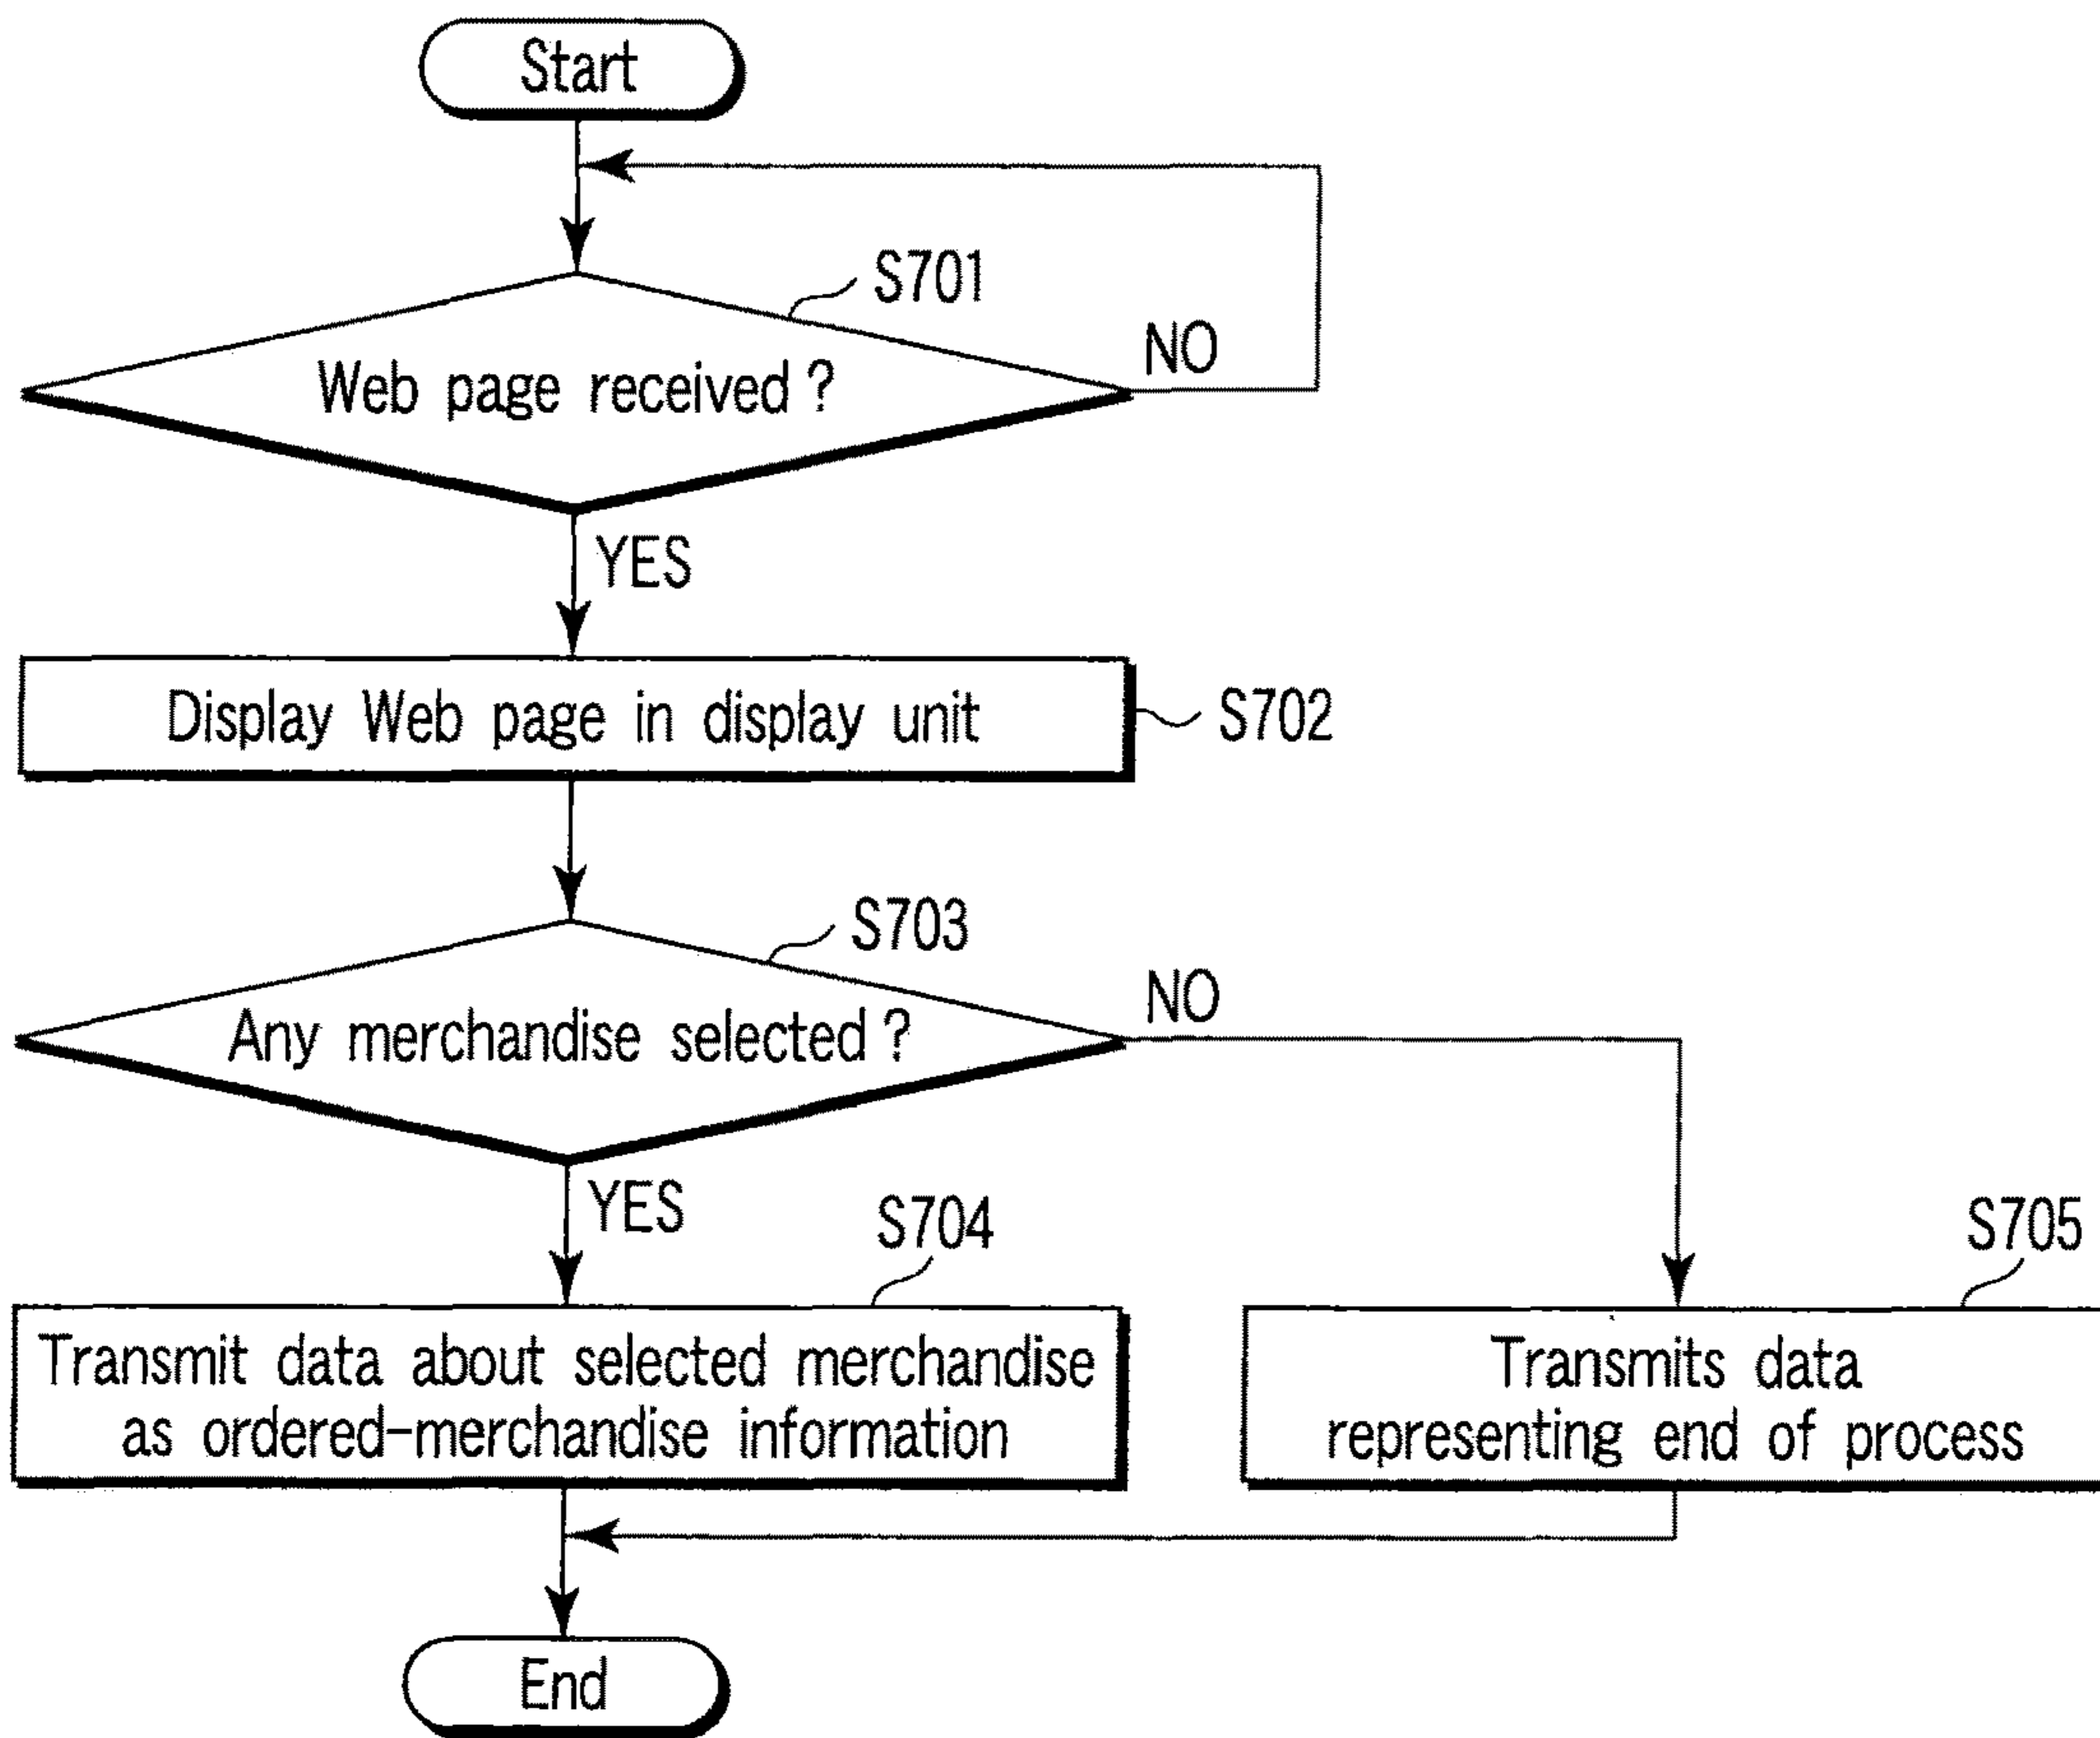 Start
S701
Web page received?
NO
YES
Display Web page in display unit
S702
S703
Any merchandise selected?
NO
YES
S704
S705
Transmit data about selected merchandise
as ordered-merchandise information
Transmits data
representing end of process
End